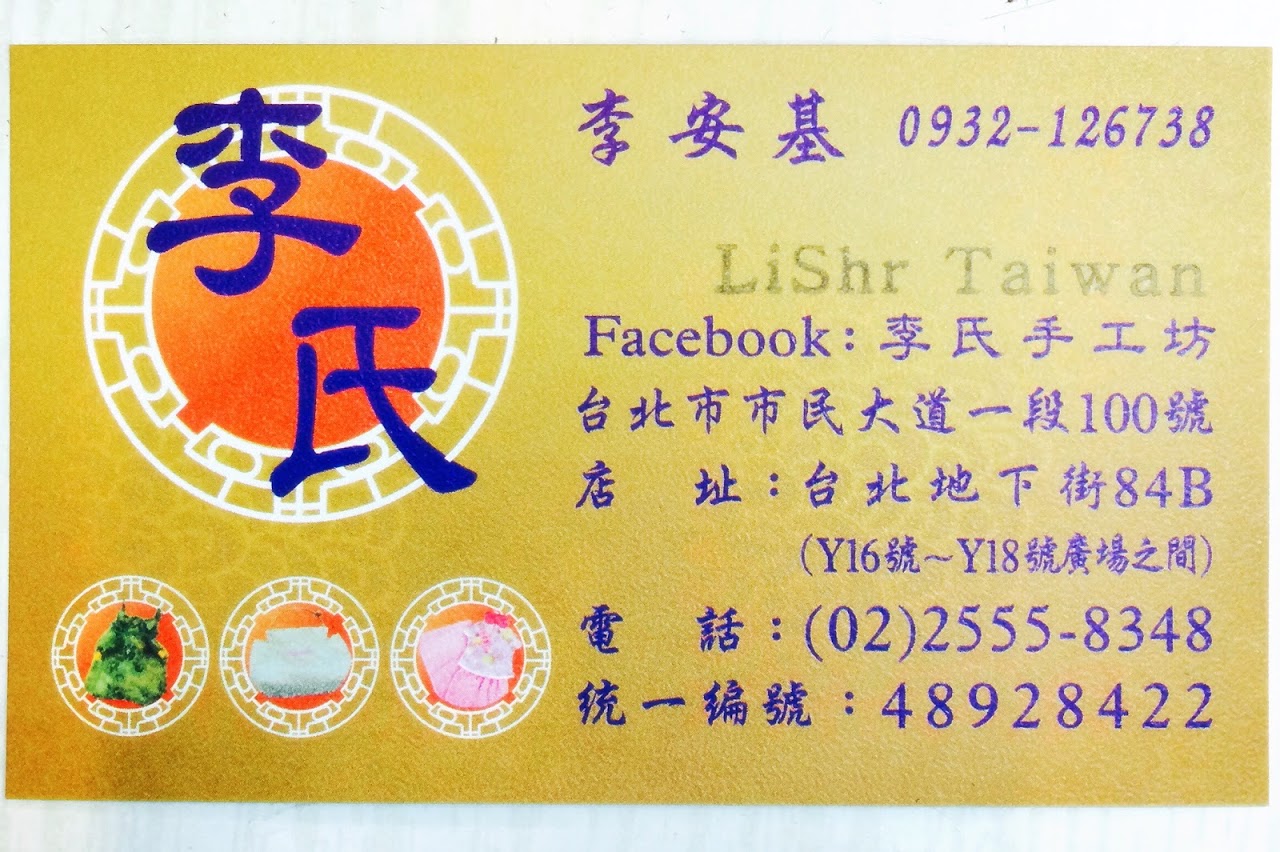 李氏
李安基 0932-126738
LiShr Taiwan
Facebook：李氏手工坊
台北市市民大道一段100號
店 址：台北地下街84B
(Y16號～Y18號廣場之間)
電 話：(02)2555-8348
統一編號：48928422